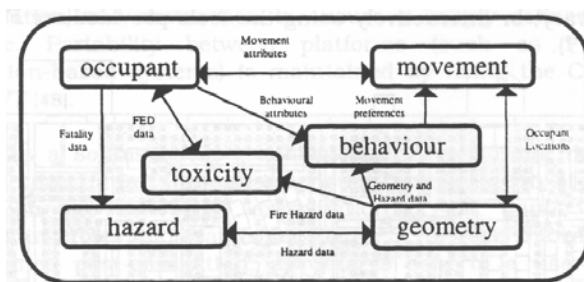 Movement
attributes
occupant
movement
Behavioural
attributes
Movement
preferences
Fatality
data
FED
data
behaviour
Occupant
Locations
toxicity
Geometry and
Hazard data
hazard
Fire Hazard data
geometry
Hazard data